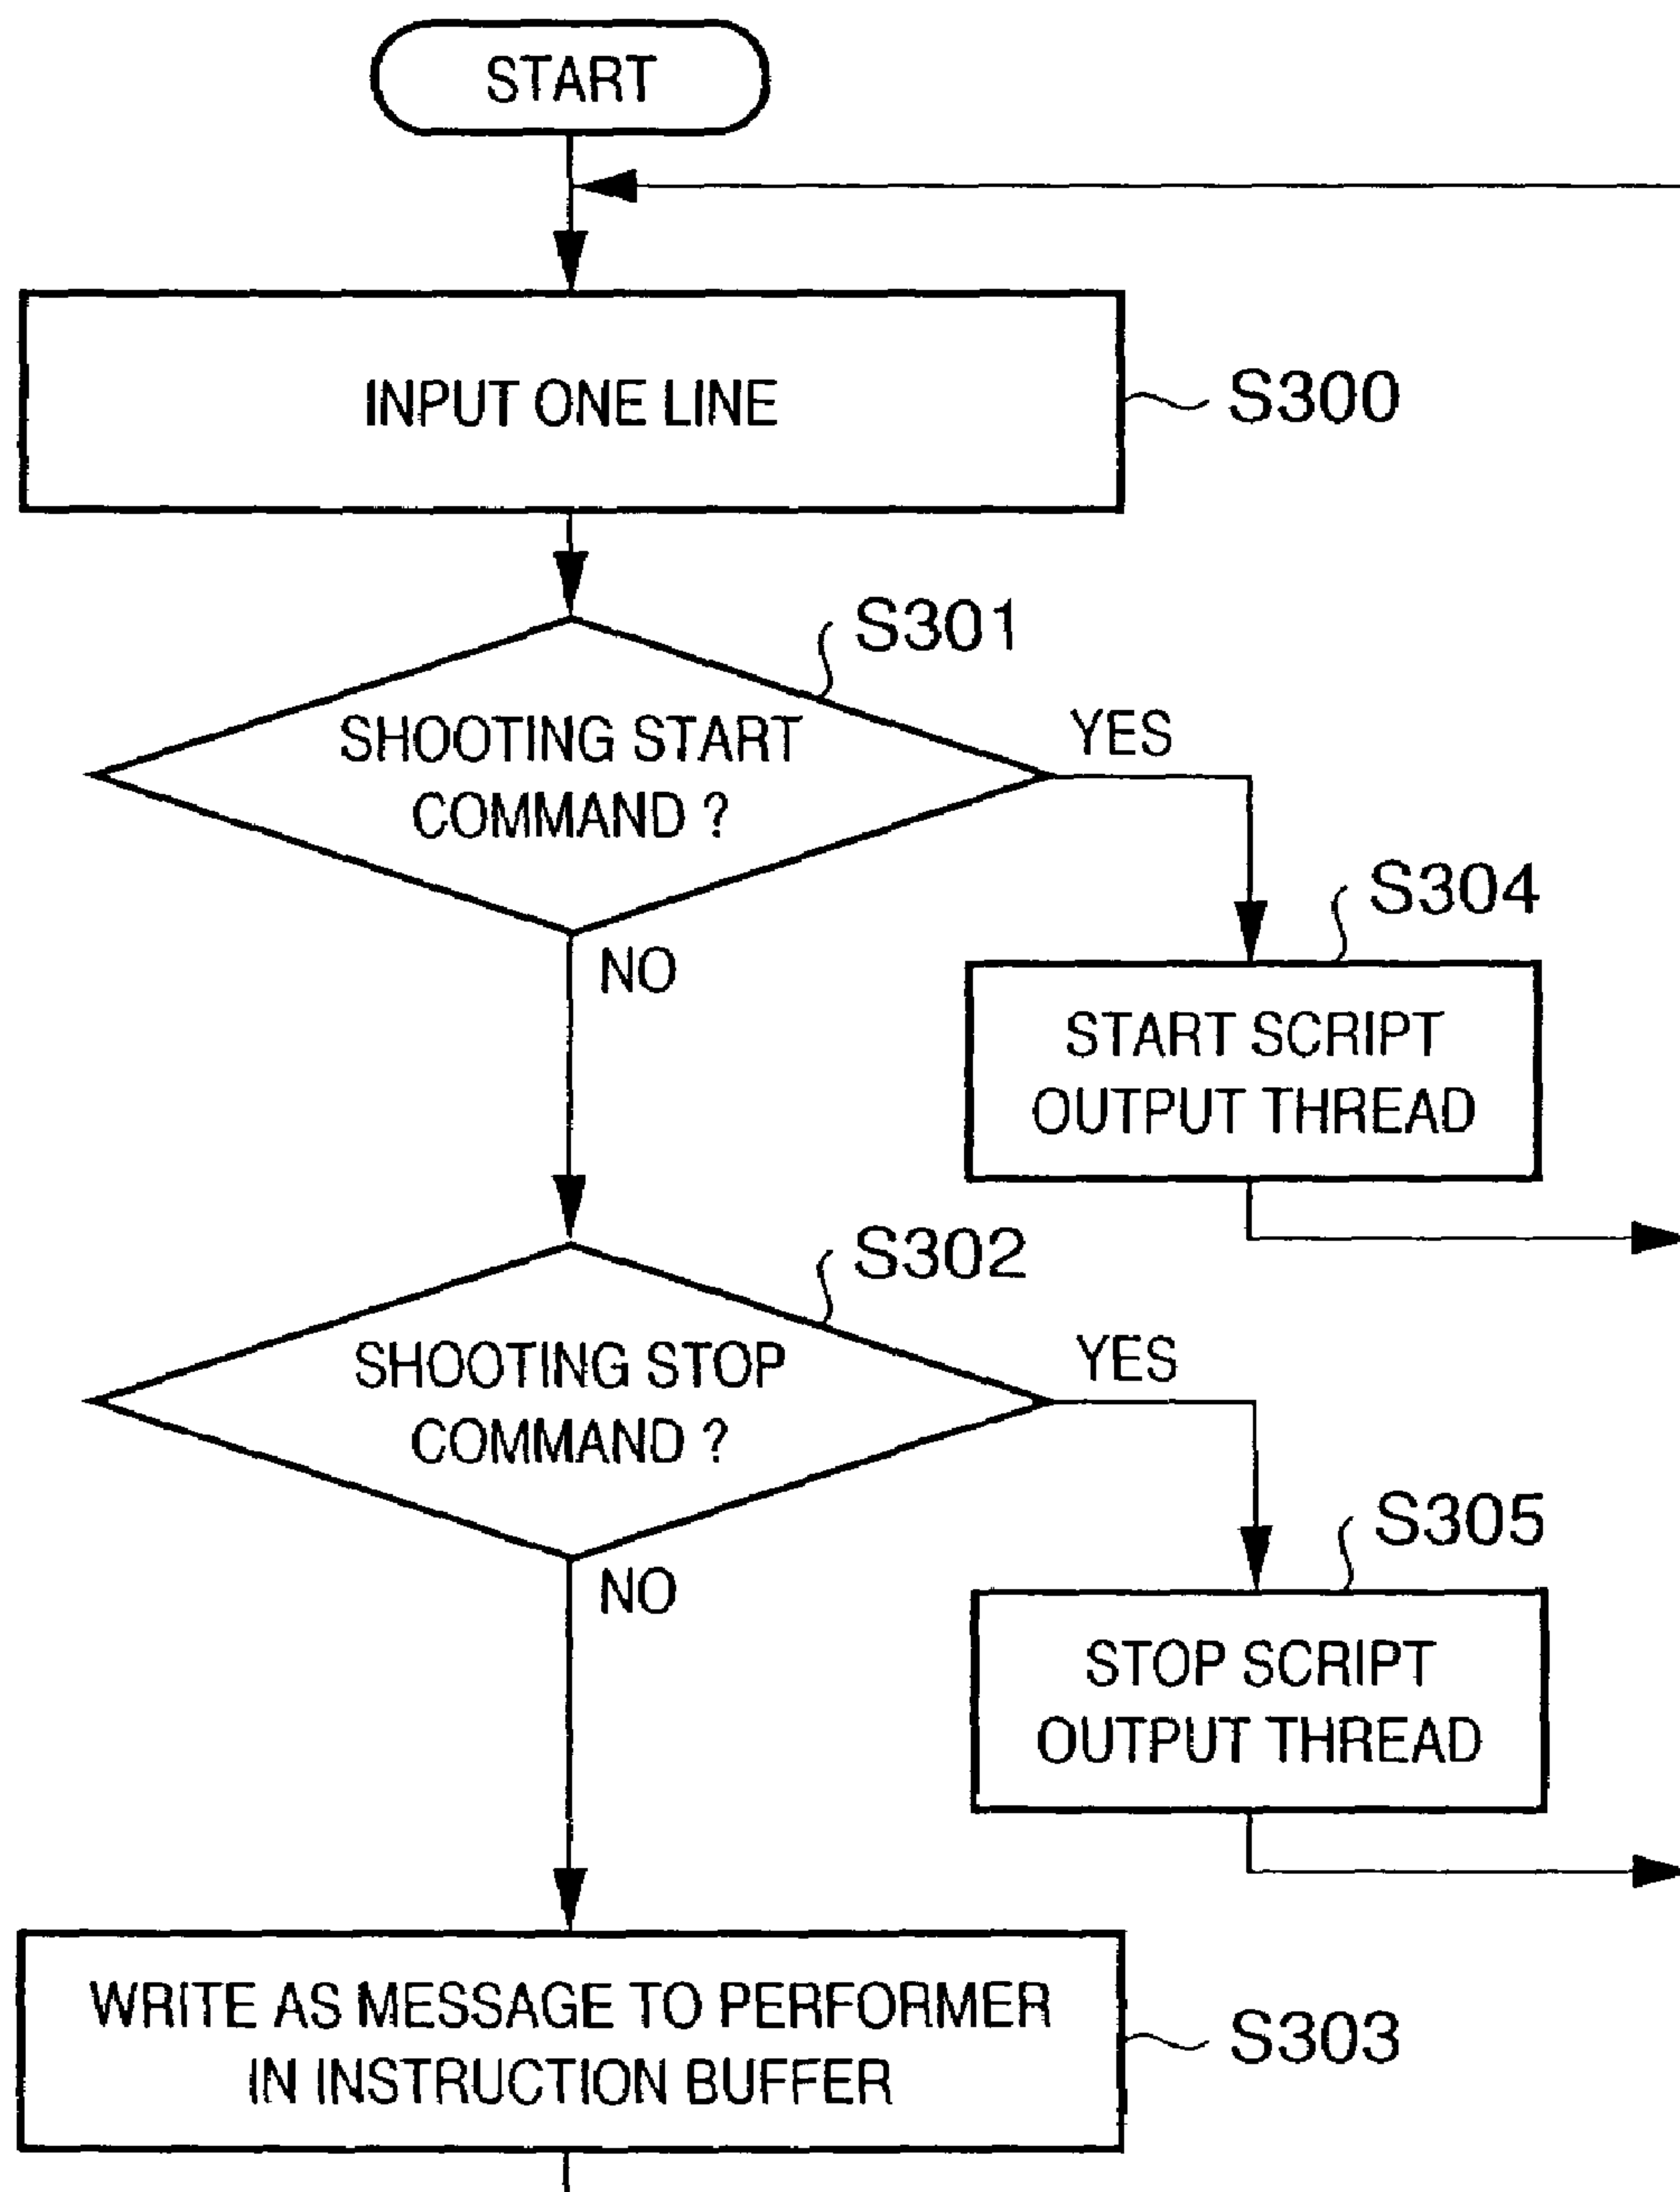 START
INPUT ONE LINE
S300
S301
SHOOTING START
COMMAND ?
YES
NO
S304
START SCRIPT
OUTPUT THREAD
S302
SHOOTING STOP
COMMAND ?
YES
NO
S305
STOP SCRIPT
OUTPUT THREAD
WRITE AS MESSAGE TO PERFORMER
IN INSTRUCTION BUFFER
S303